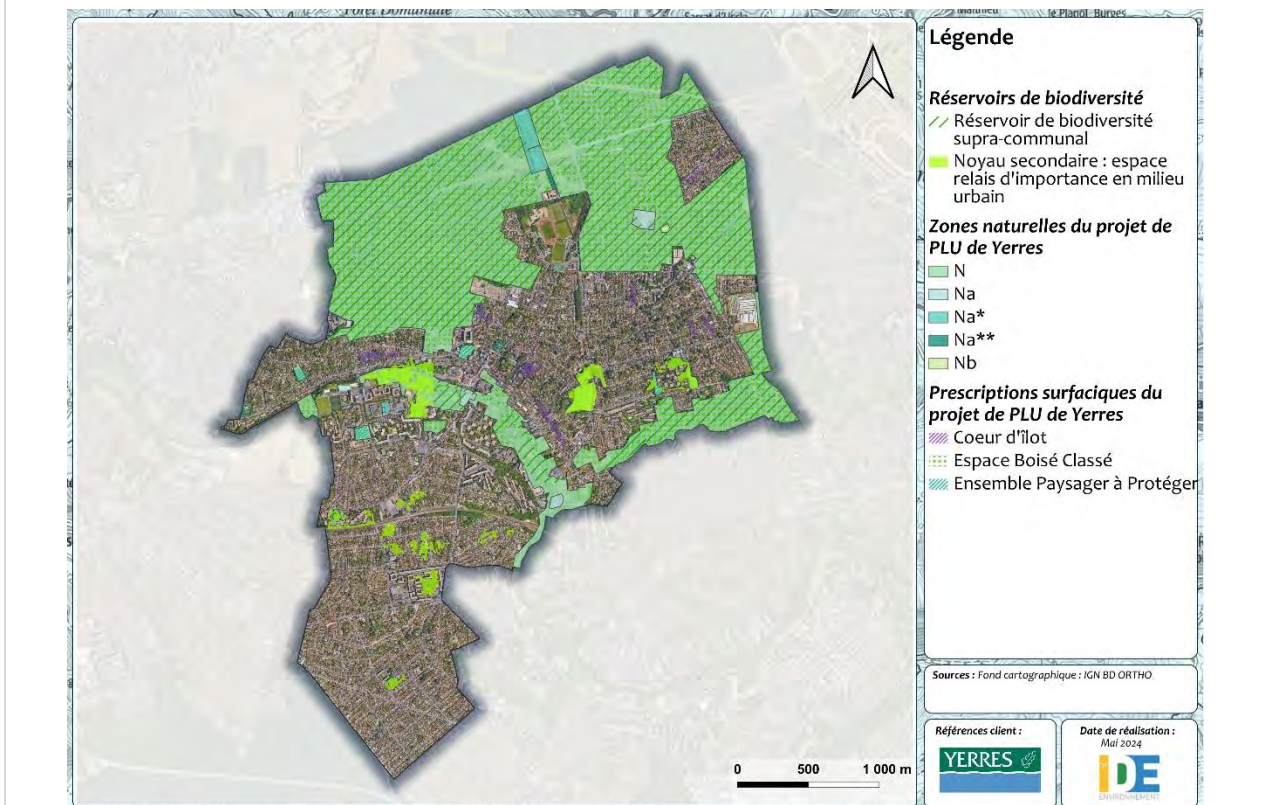 Forêt Domaniale
le Planol Burges
Légende
Réservoirs de biodiversité
Réservoir de biodiversité
supra-communal
Noyau secondaire : espace
relais d'importance en milieu
urbain
Zones naturelles du projet de
PLU de Yerres
N
Na
Na*
Na**
Nb
Prescriptions surfaciques du
projet de PLU de Yerres
Coeur d'îlot
Espace Boisé Classé
Ensemble Paysager à Protéger
Sources : Fond cartographique : IGN BD ORTHO
Références client :
YERRES
Date de réalisation :
Mai 2024
IDE
ENVIRONNEMENT
0 500 1 000 m